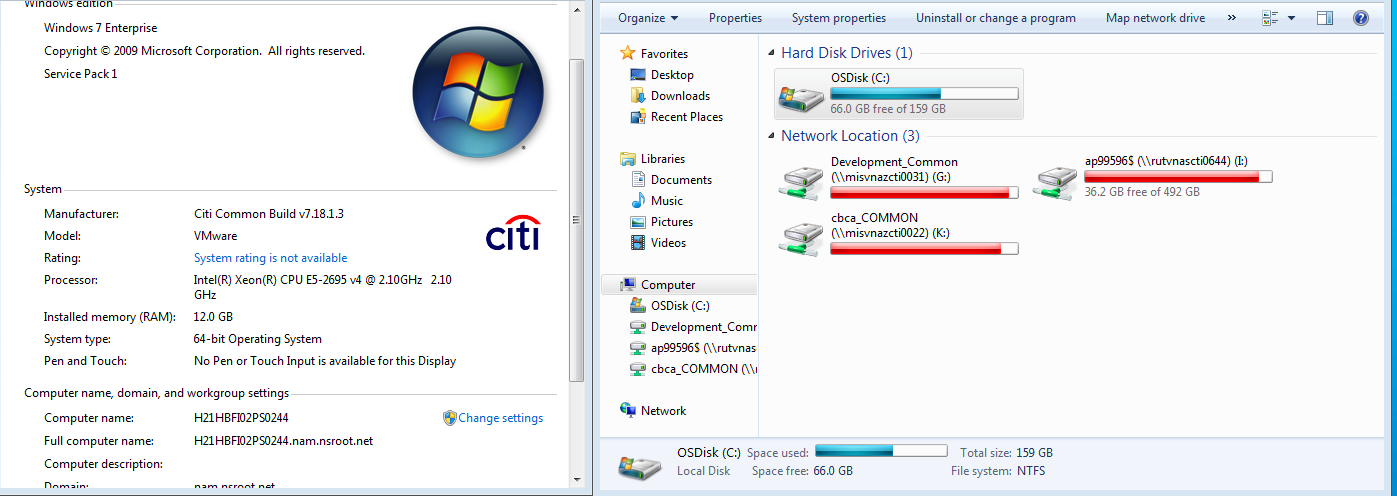 Windows edition
Windows 7 Enterprise
Copyright © 2009 Microsoft Corporation. All rights reserved.
Service Pack 1
System
Manufacturer: Citi Common Build v7.18.1.3
citi
Model: VMware
Rating: System rating is not available
Processor: Intel(R) Xeon(R) CPU E5-2695 v4 @ 2.10GHz 2.10
GHz
Installed memory (RAM): 12.0 GB
System type: 64-bit Operating System
Pen and Touch: No Pen or Touch Input is available for this Display
Computer name, domain, and workgroup settings
Computer name: H21HBFI02PS0244 Change settings
Full computer name: H21HBFI02PS0244.nam.nsroot.net
Computer description:
Domain: nam.nsroot.net
Organize Properties System properties Uninstall or change a program Map network drive »
Favorites
Desktop
Downloads
Recent Places
Libraries
Documents
Music
Pictures
Videos
Computer
OSDisk (C:)
Development_Comr
ap99596$ (\\rutvnas
cbca_COMMON (\\r
Network
Hard Disk Drives (1)
OSDisk (C:)
66.0 GB free of 159 GB
Network Location (3)
Development_Common
(\\misvnazcti0031) (G:)
ap99596$ (\\rutvnascti0644) (I:)
36.2 GB free of 492 GB
cbca_COMMON
(\\misvnazcti0022) (K:)
OSDisk (C:) Space used: Total size: 159 GB
Local Disk Space free: 66.0 GB File system: NTFS